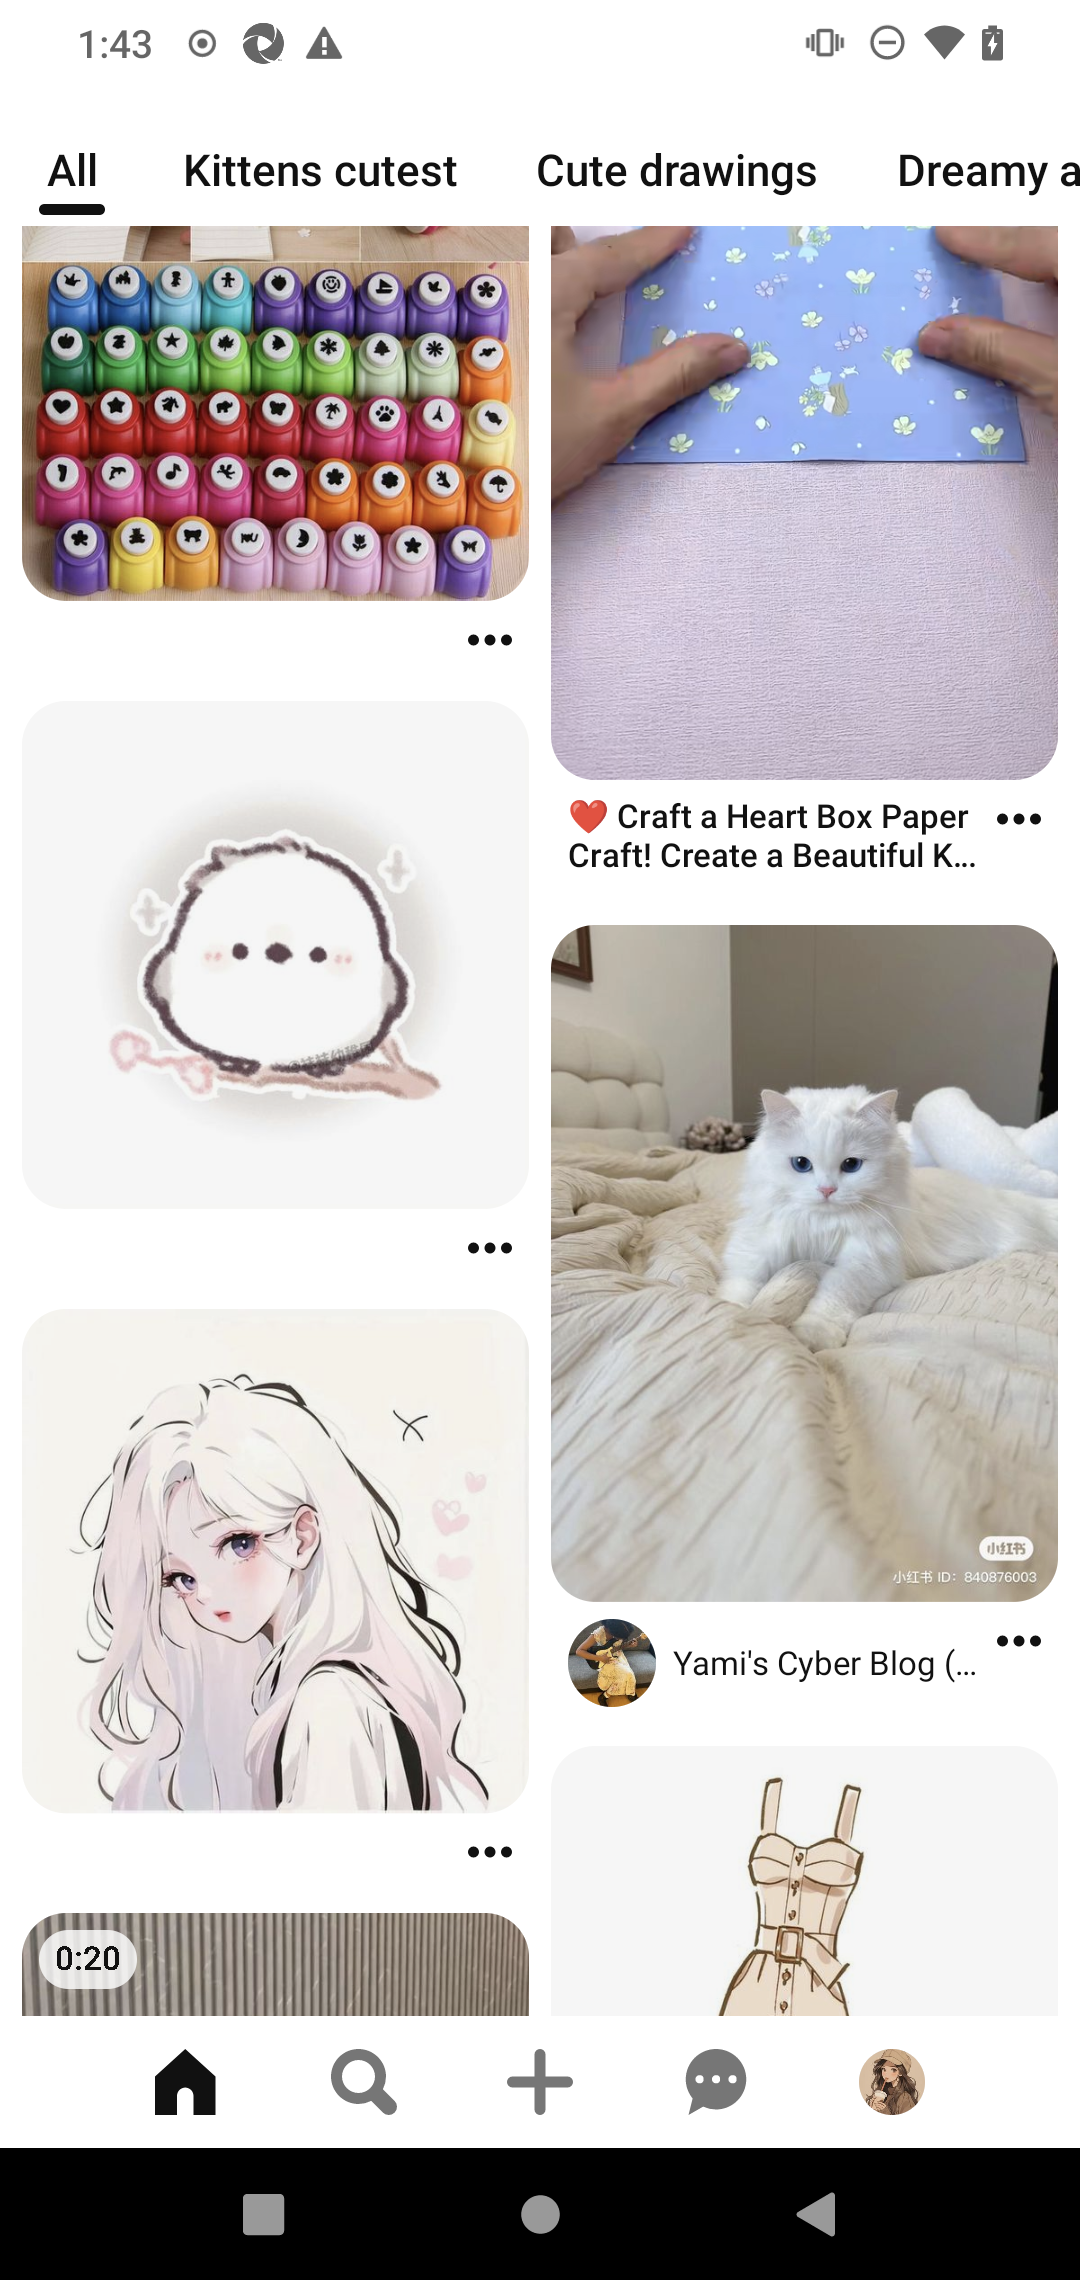 1:43
All
Kittens cutest
Cute drawings
Dreamy a
❤️ Craft a Heart Box Paper
Craft! Create a Beautiful K...
小红书
小红书 ID: 840876003
Yami's Cyber Blog (...
0:20